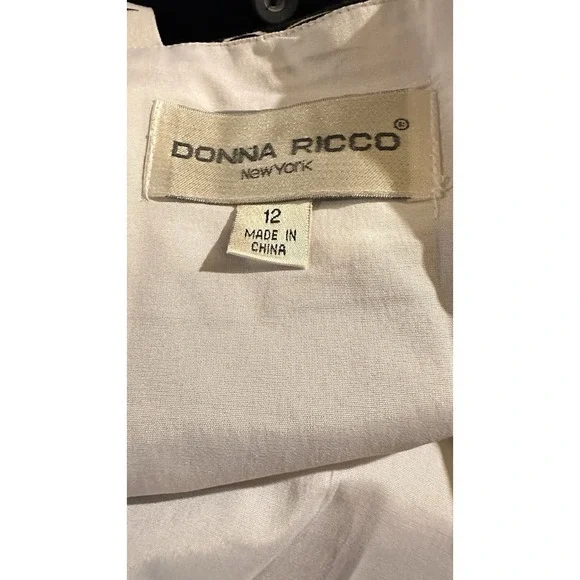 DONNA RICCO®
New York
12
MADE IN
CHINA